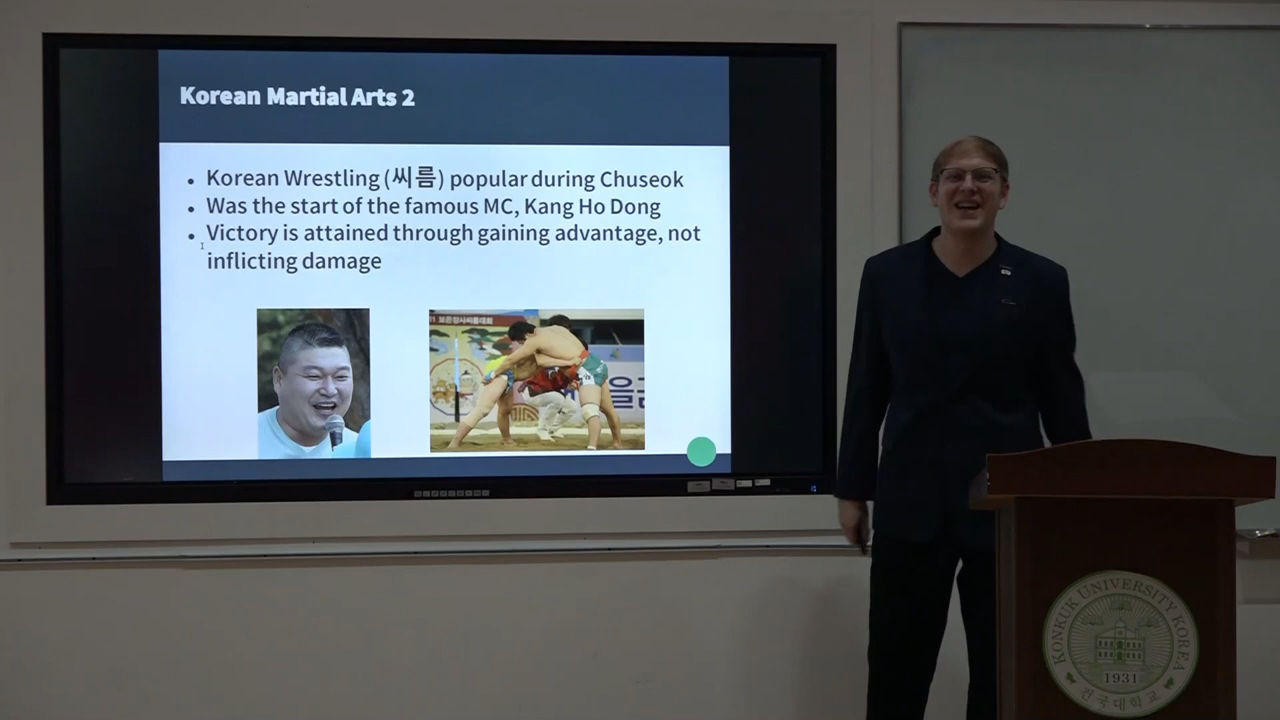 Korean Martial Arts 2
• Korean Wrestling (씨름) popular during Chuseok
• Was the start of the famous MC, Kang Ho Dong
• Victory is attained through gaining advantage, not
inflicting damage
을
KONKUK UNIVERSITY KOREA
1931
건국대학교